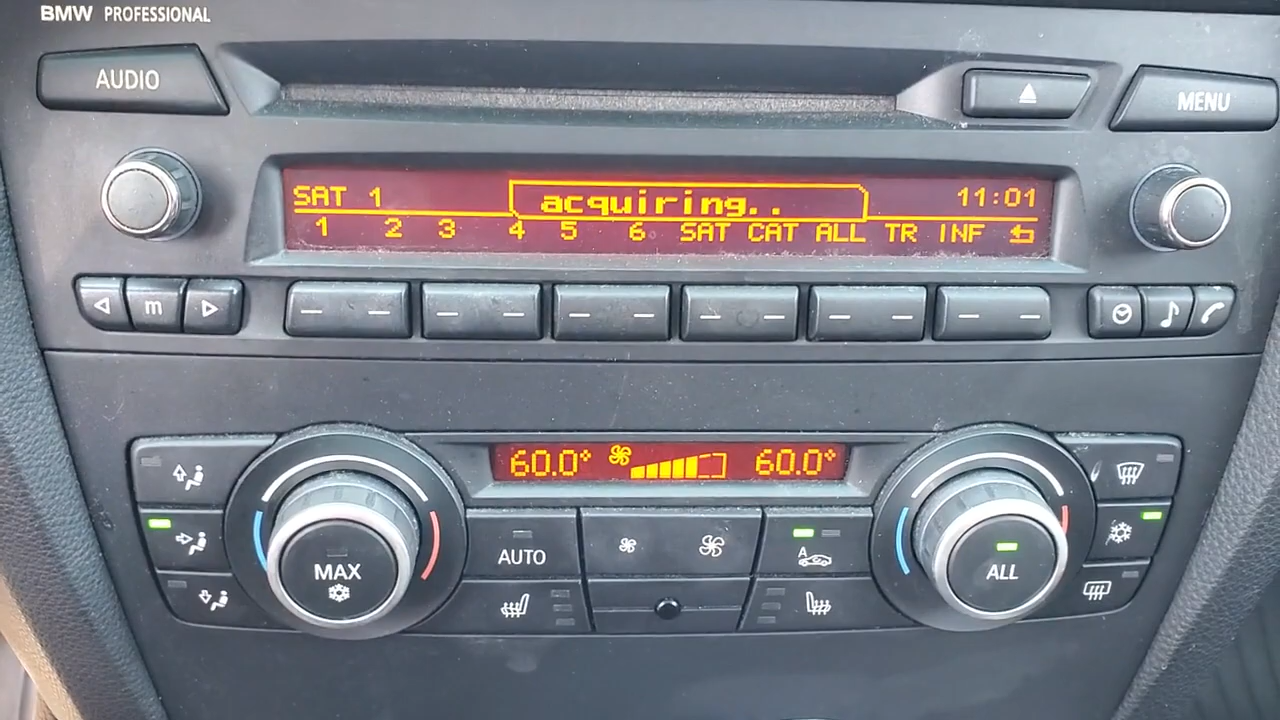 BMW PROFESSIONAL
AUDIO
MENU
SAT 1 acquiring.. 11:01
1 2 3 4 5 6 SAT CAT ALL TR INF
m
60.0° 60.0°
MAX
AUTO
A
ALL